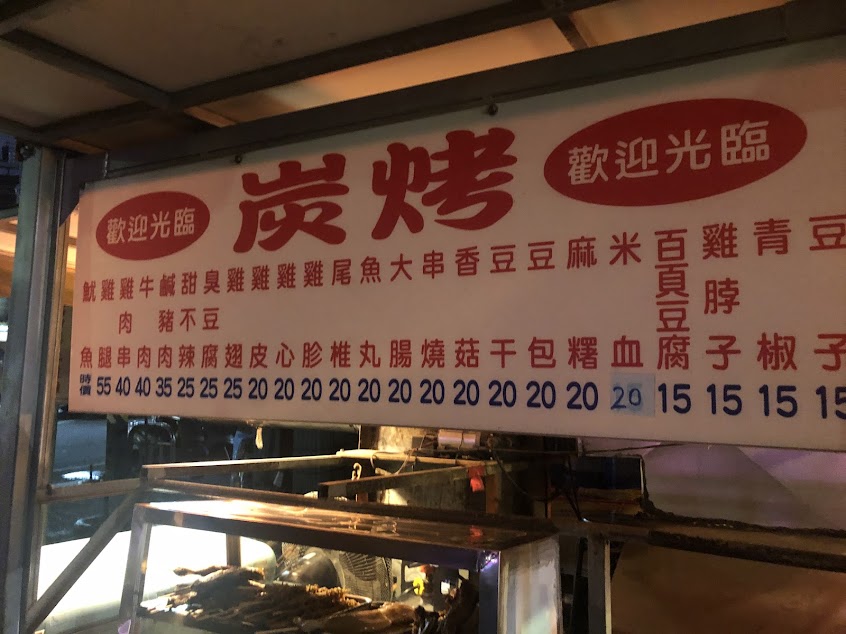 歡迎光臨
炭烤
歡迎光臨
魷魚 時價
雞腿 55
雞肉串 40
牛肉 40
鹹豬肉 35
甜不辣 25
臭豆腐 25
雞翅 25
雞皮 20
雞心 20
雞胗 20
尾椎 20
魚丸 20
大腸 20
串燒 20
香菇 20
豆干 20
豆包 20
麻糬 20
米血 20
百頁豆腐 15
雞脖子 15
青椒 15
豆子 15